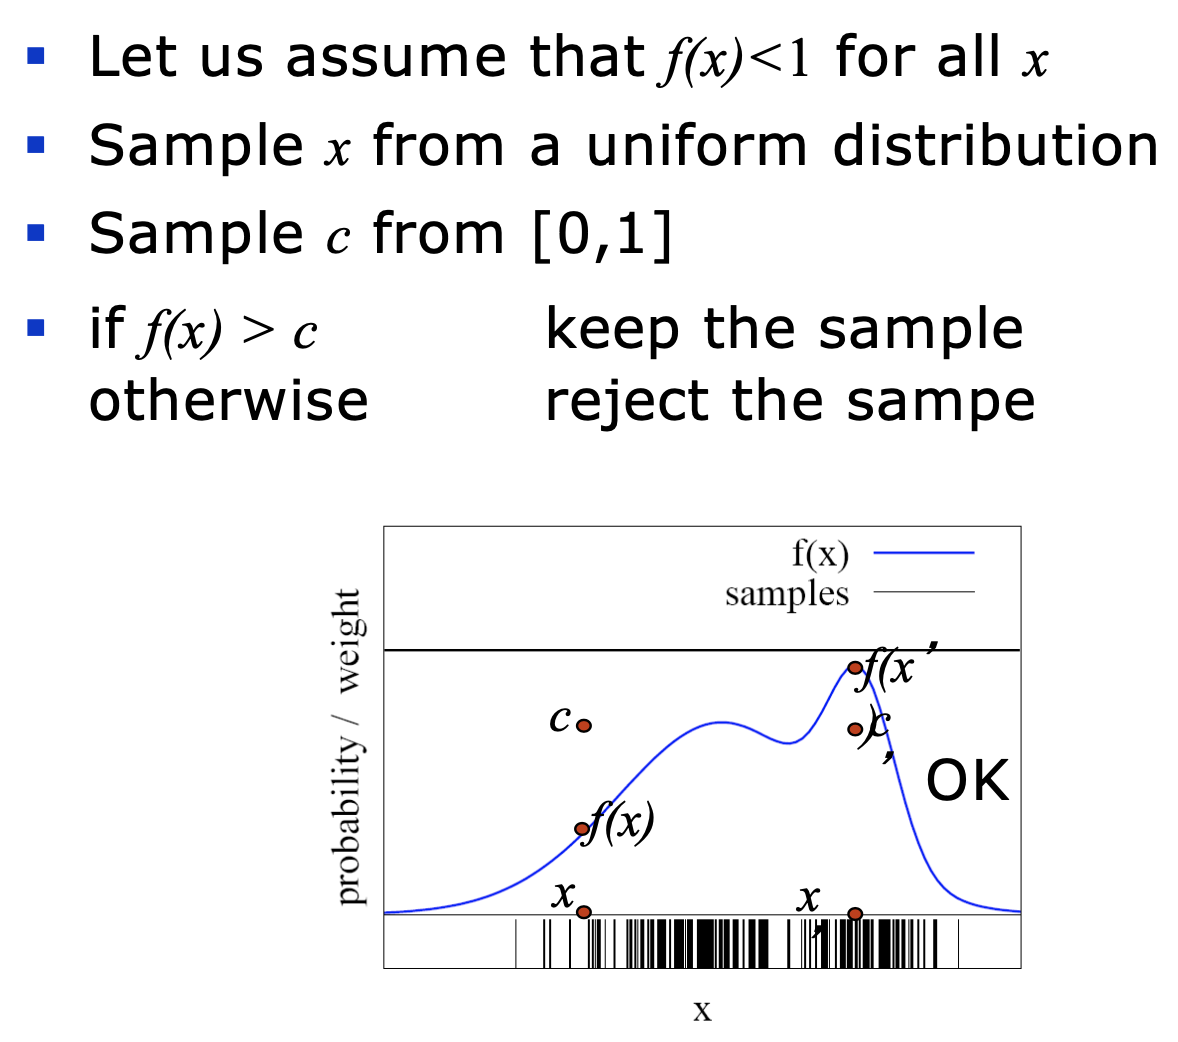 ▪ Let us assume that f(x)<1 for all x
▪ Sample x from a uniform distribution
▪ Sample c from [0,1]
▪ if f(x) > c keep the sample
otherwise reject the sampe
f(x)
samples
probability / weight
f(x'
)
c
c'
OK
f(x)
x
x'
x